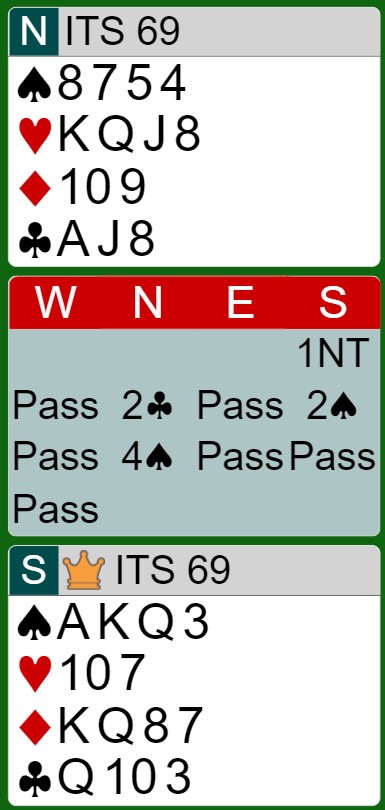 N ITS 69
♠8754
♥KQJ8
♦109
♣AJ8
W N E S
1NT
Pass 2♣ Pass 2♠
Pass 4♠ Pass Pass
Pass
S ITS 69
♠AKQ3
♥107
♦KQ87
♣Q103